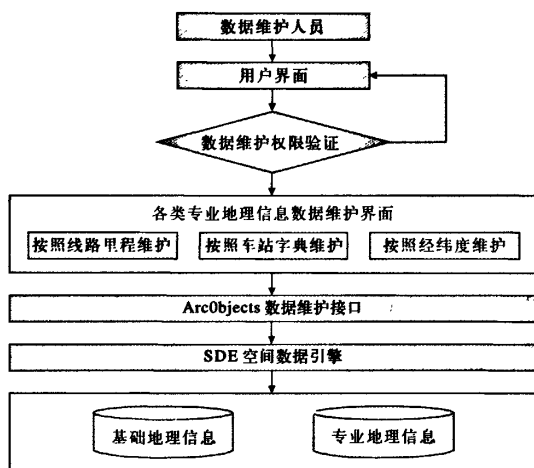 数据维护人员
用户界面
数据维护权限验证
各类专业地理信息数据维护界面
按照线路里程维护
按照车站字典维护
按照经纬度维护
ArcObjects 数据维护接口
SDE 空间数据引擎
基础地理信息
专业地理信息